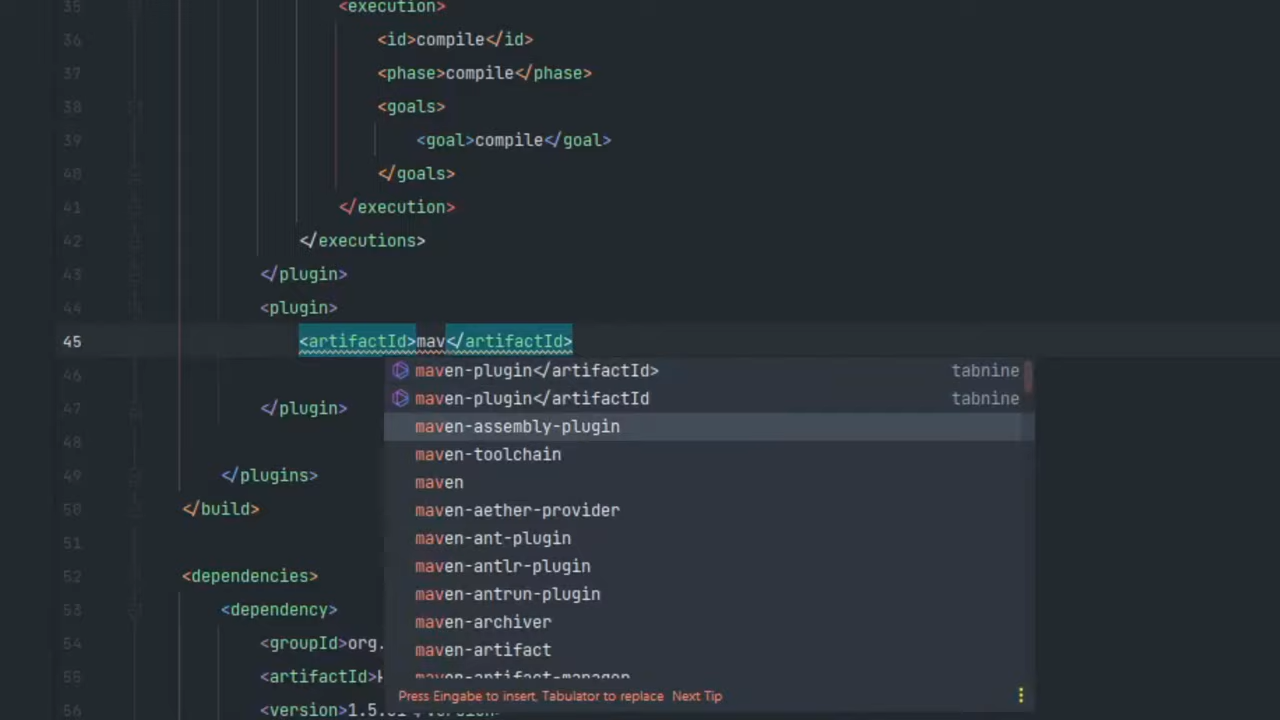 35 <execution>
36 <id>compile</id>
37 <phase>compile</phase>
38 <goals>
39 <goal>compile</goal>
40 </goals>
41 </execution>
42 </executions>
43 </plugin>
44 <plugin>
45 <artifactId>mav</artifactId>
maven-plugin</artifactId> tabnine
46
maven-plugin</artifactId tabnine
47 </plugin>
maven-assembly-plugin
48
maven-toolchain
49 </plugins>
maven
50 </build>
maven-aether-provider
51
maven-ant-plugin
maven-antlr-plugin
52 <dependencies>
maven-antrun-plugin
53 <dependency>
maven-archiver
54 <groupId>org.
maven-artifact
55 <artifactId>
maven-artifact-manager
Press Eingabe to insert, Tabulator to replace Next Tip
56 <version>1.5.